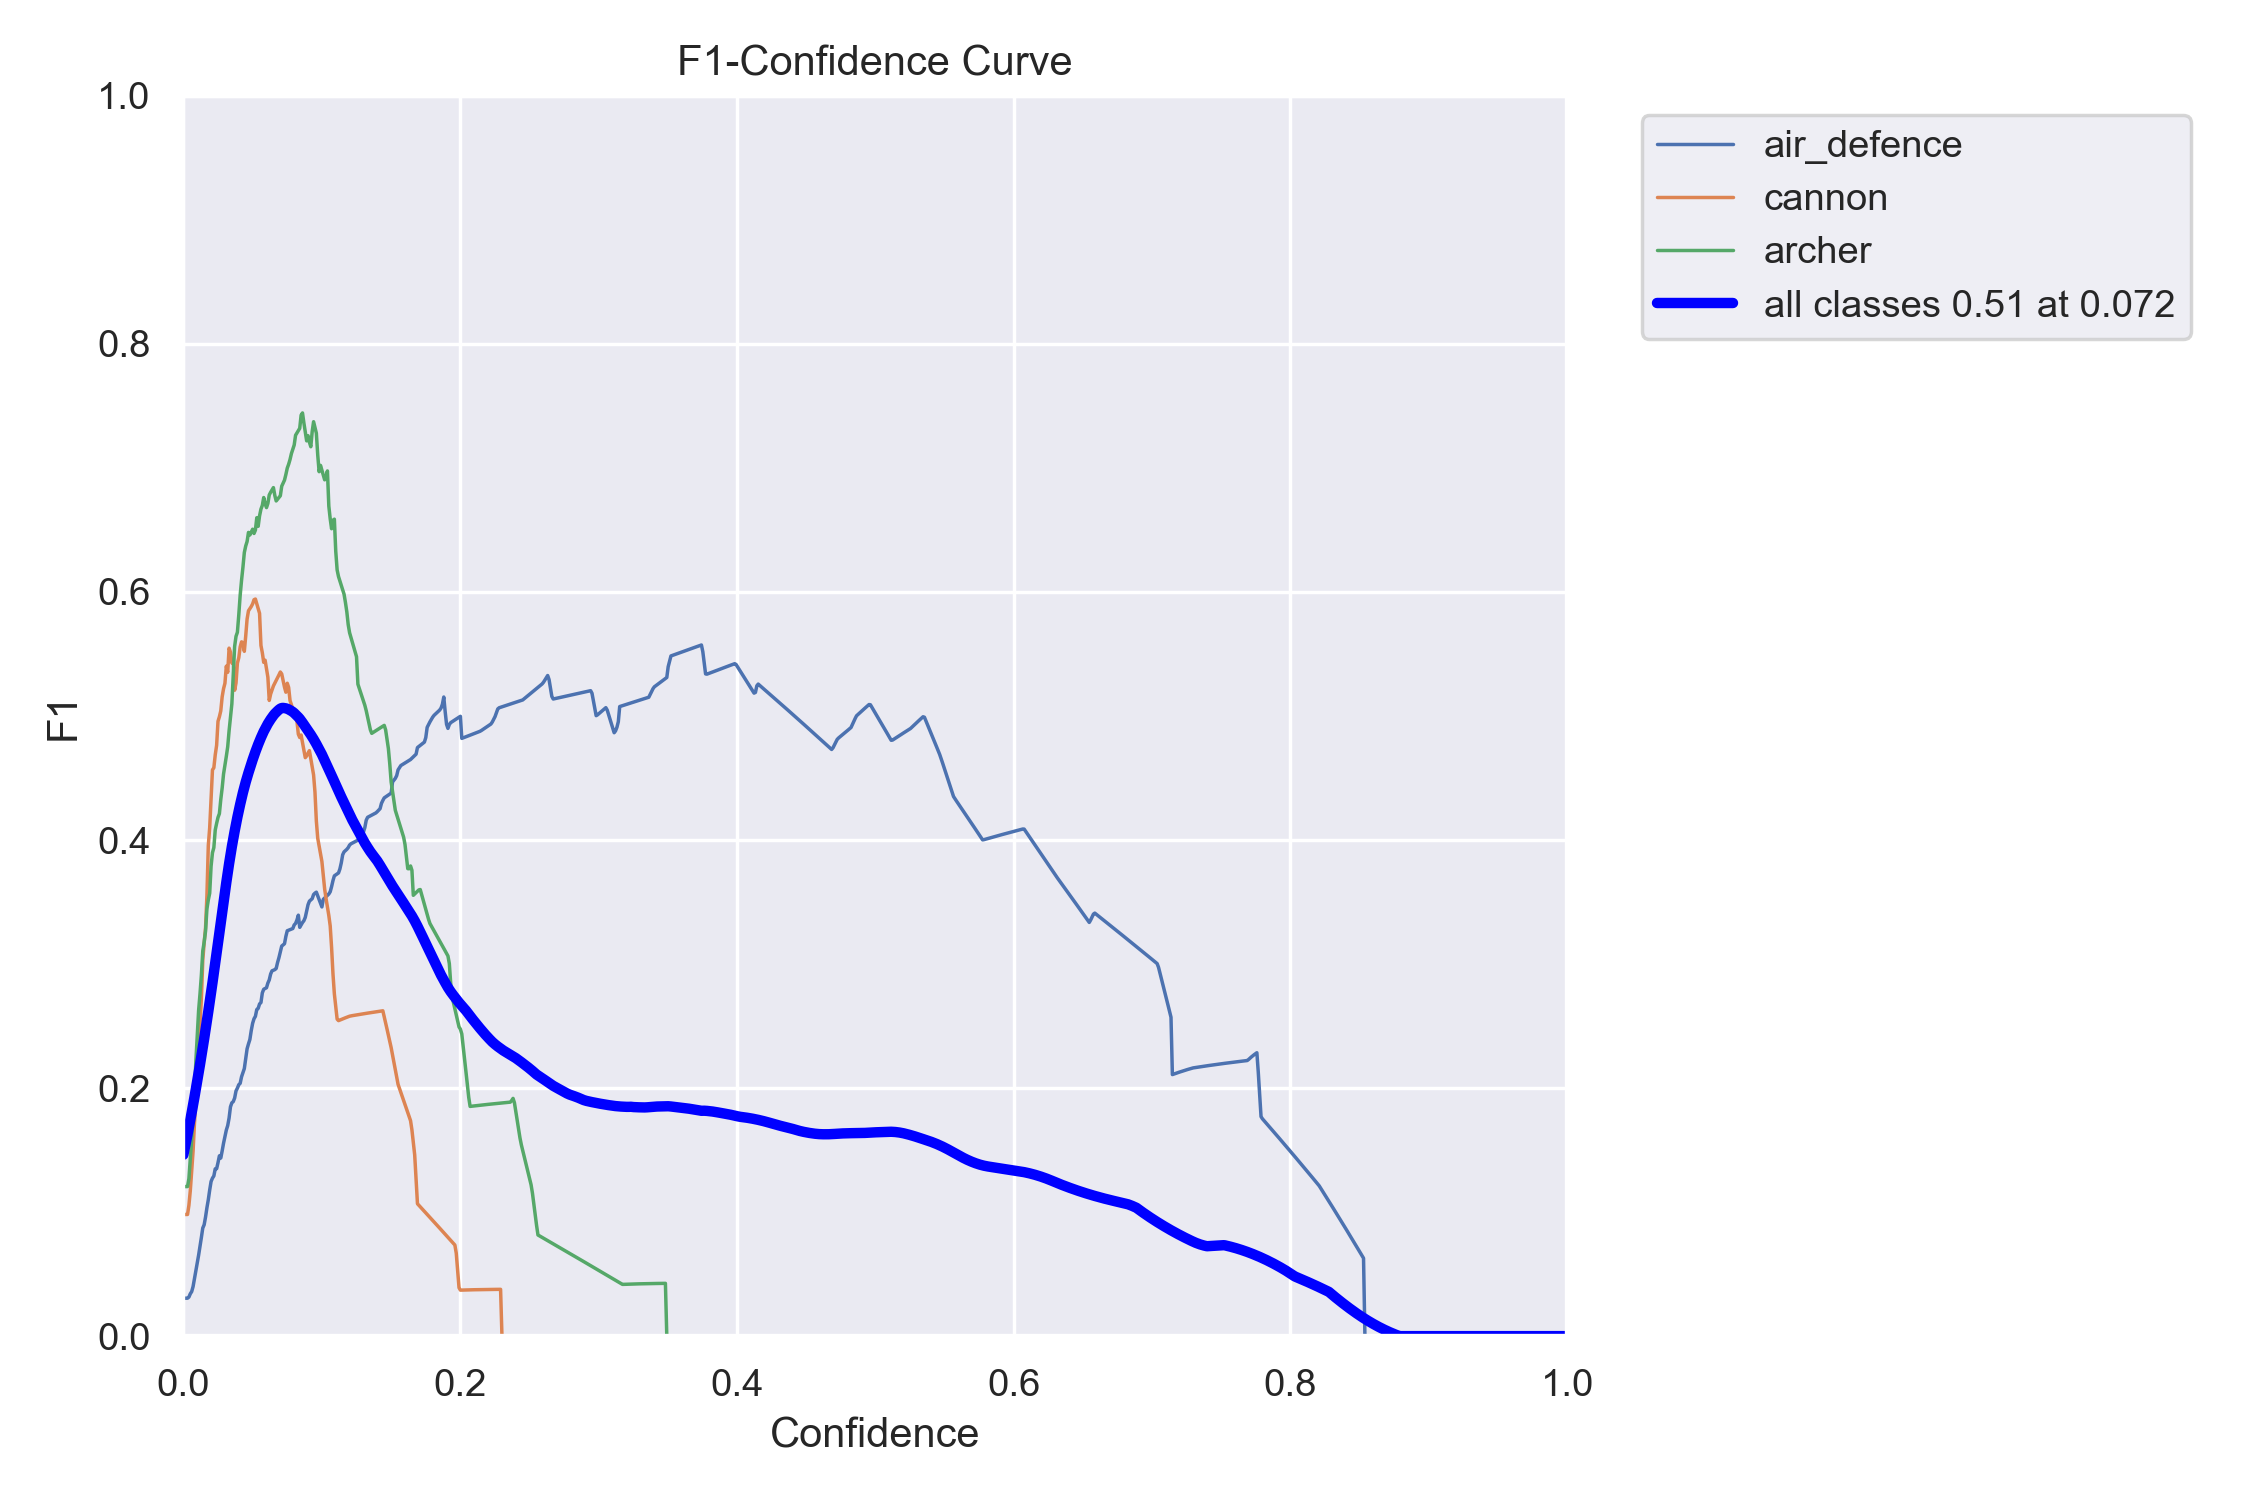 F1-Confidence Curve
1.0
0.8
0.6
0.4
0.2
0.0
F1
0.0 0.2 0.4 0.6 0.8 1.0
Confidence
air_defence
cannon
archer
all classes 0.51 at 0.072